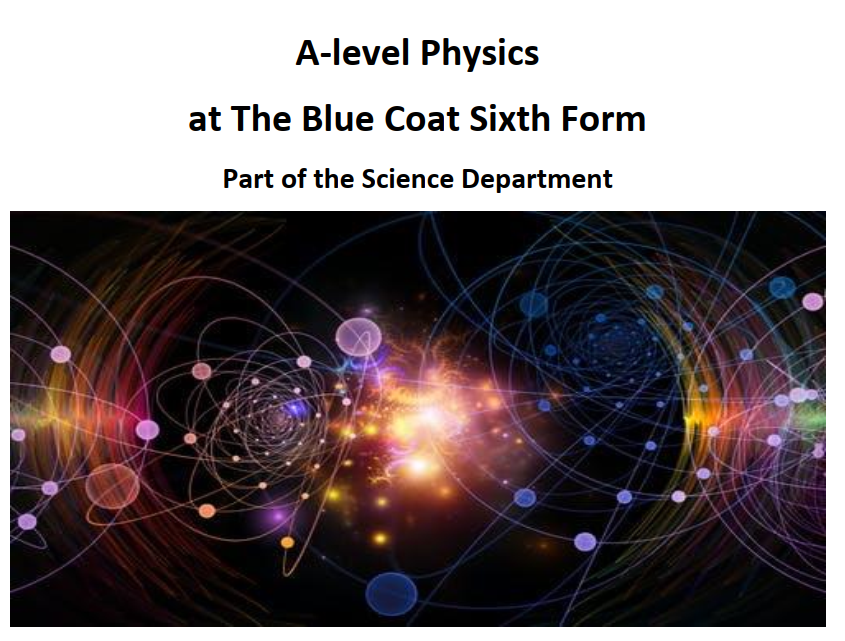 A-level Physics
at The Blue Coat Sixth Form
Part of the Science Department